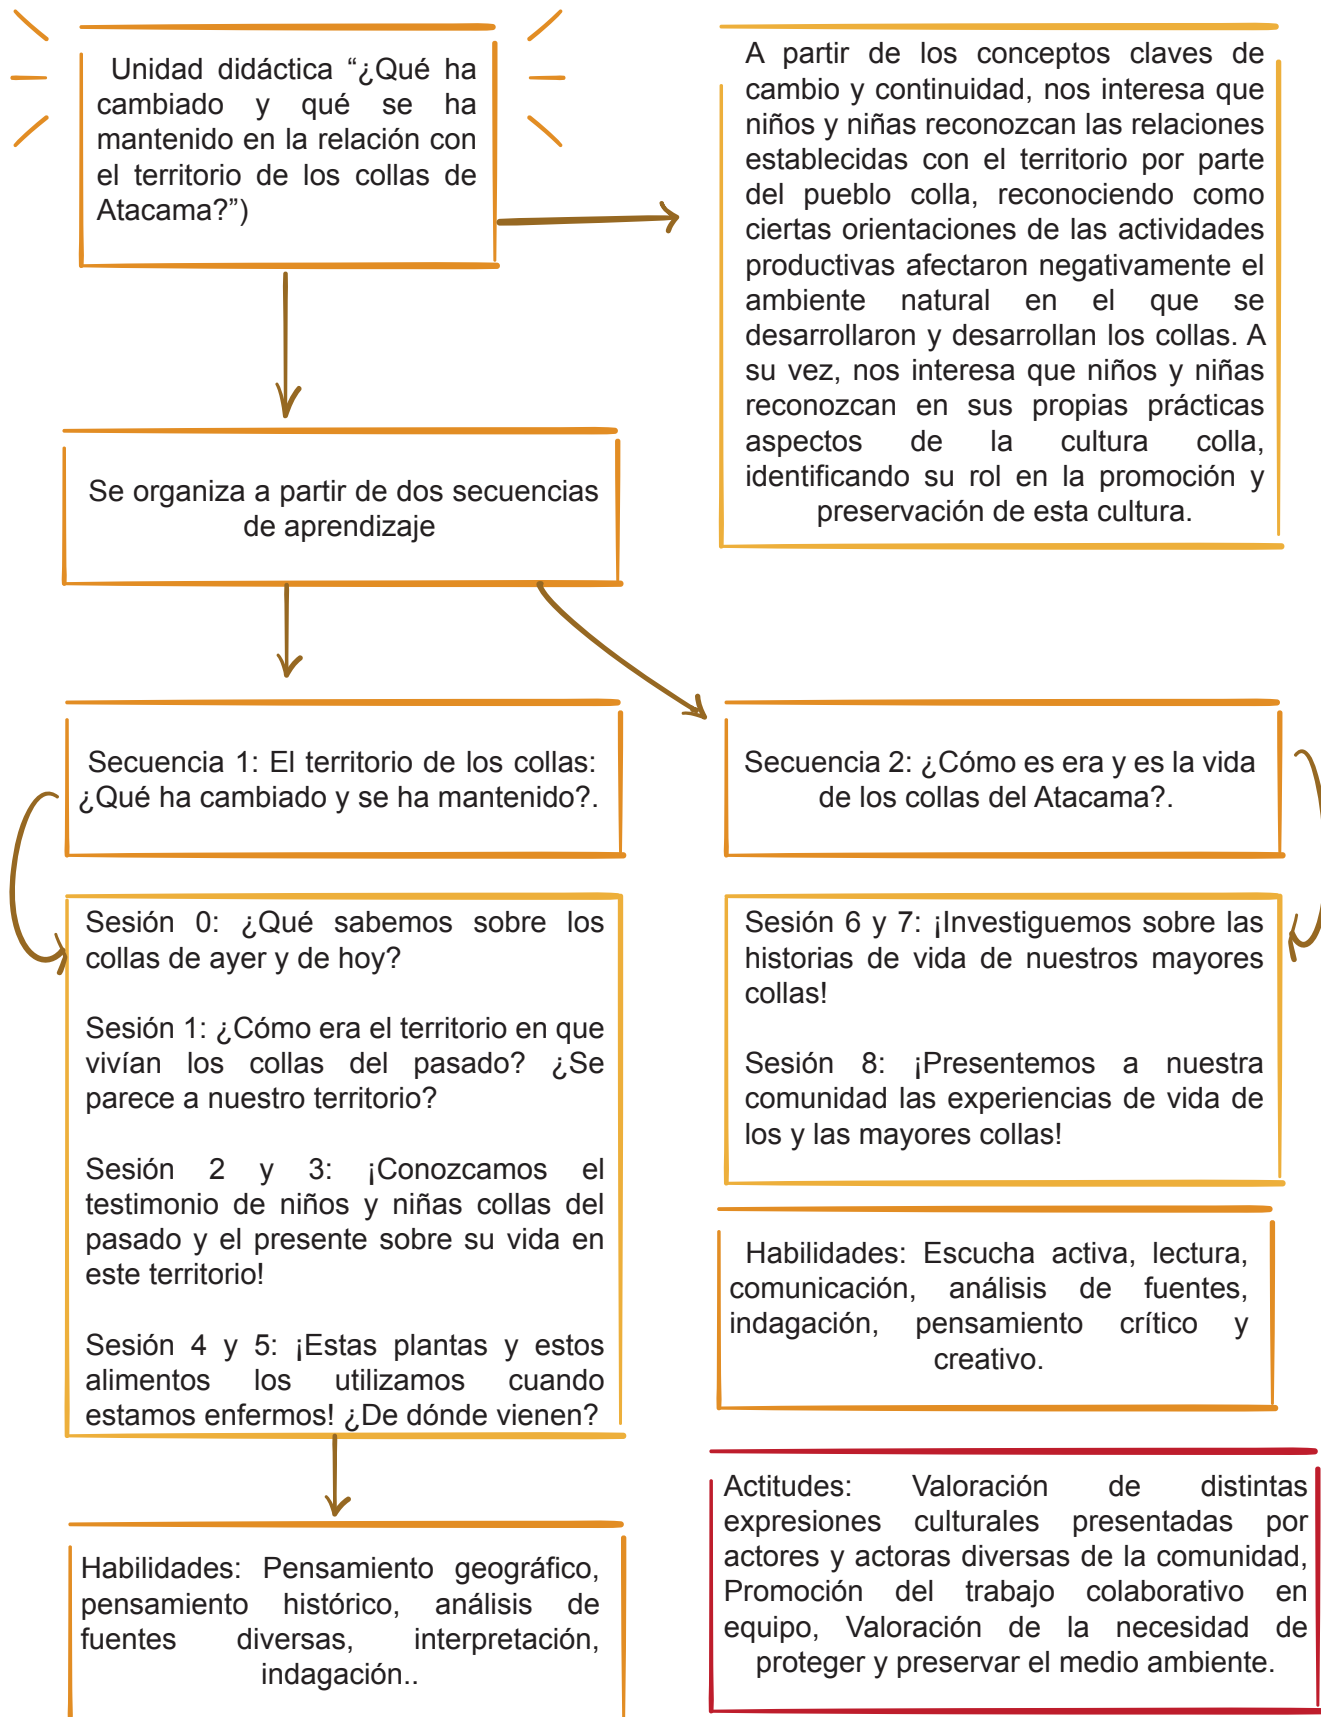 Unidad didáctica “¿Qué ha
cambiado y qué se ha
mantenido en la relación con
el territorio de los collas de
Atacama?”)
A partir de los conceptos claves de
cambio y continuidad, nos interesa que
niños y niñas reconozcan las relaciones
establecidas con el territorio por parte
del pueblo colla, reconociendo como
ciertas orientaciones de las actividades
productivas afectaron negativamente el
ambiente natural en el que se
desarrollaron y desarrollan los collas. A
su vez, nos interesa que niños y niñas
reconozcan en sus propias prácticas
aspectos de la cultura colla,
identificando su rol en la promoción y
preservación de esta cultura.
Se organiza a partir de dos secuencias
de aprendizaje
Secuencia 1: El territorio de los collas:
¿Qué ha cambiado y se ha mantenido?.
Sesión 0: ¿Qué sabemos sobre los
collas de ayer y de hoy?
Sesión 1: ¿Cómo era el territorio en que
vivían los collas del pasado? ¿Se
parece a nuestro territorio?
Sesión 2 y 3: ¡Conozcamos el
testimonio de niños y niñas collas del
pasado y el presente sobre su vida en
este territorio!
Sesión 4 y 5: ¡Estas plantas y estos
alimentos los utilizamos cuando
estamos enfermos! ¿De dónde vienen?
Habilidades: Pensamiento geográfico,
pensamiento histórico, análisis de
fuentes diversas, interpretación,
indagación..
Secuencia 2: ¿Cómo es era y es la vida
de los collas del Atacama?.
Sesión 6 y 7: ¡Investiguemos sobre las
historias de vida de nuestros mayores
collas!
Sesión 8: ¡Presentemos a nuestra
comunidad las experiencias de vida de
los y las mayores collas!
Habilidades: Escucha activa, lectura,
comunicación, análisis de fuentes,
indagación, pensamiento crítico y
creativo.
Actitudes: Valoración de distintas
expresiones culturales presentadas por
actores y actoras diversas de la comunidad,
Promoción del trabajo colaborativo en
equipo, Valoración de la necesidad de
proteger y preservar el medio ambiente.